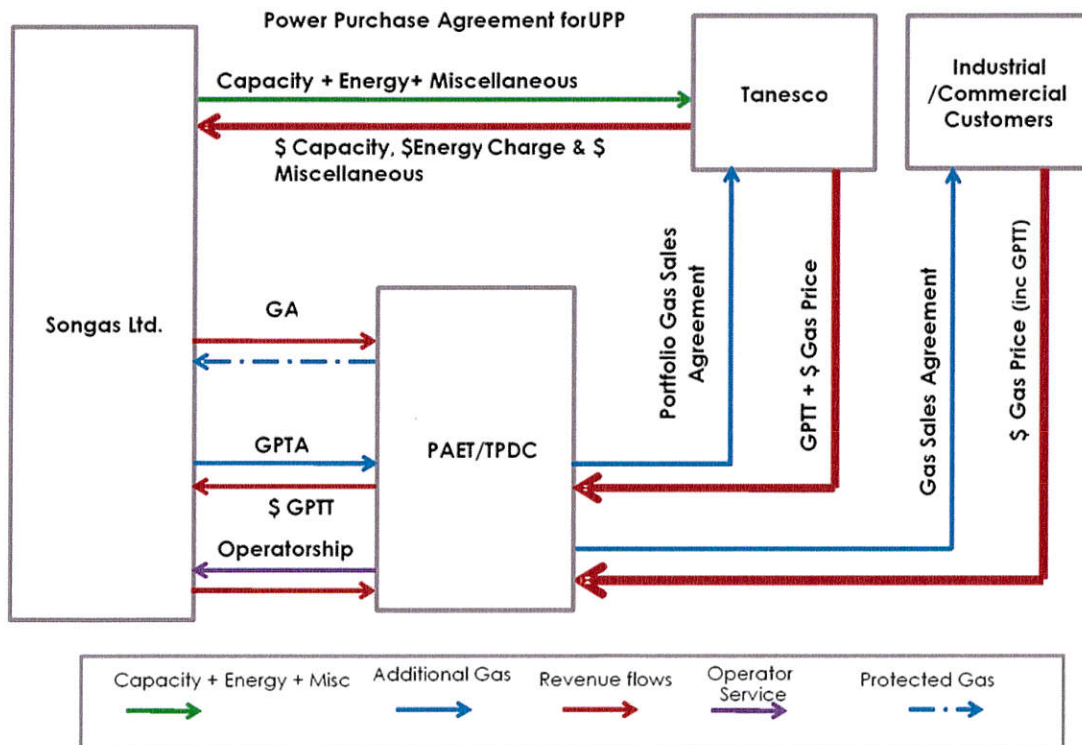 Power Purchase Agreement forUPP
Capacity + Energy+ Miscellaneous
$ Capacity, $Energy Charge & $
Miscellaneous
Tanesco
Industrial
/Commercial
Customers
Songas Ltd.
GA
GPTA
$ GPTT
Operatorship
PAET/TPDC
Portfolio Gas Sales
Agreement
GPTT + $ Gas Price
Gas Sales Agreement
$ Gas Price (inc GPTT)
Capacity + Energy + Misc
Additional Gas
Revenue flows
Operator
Service
Protected Gas